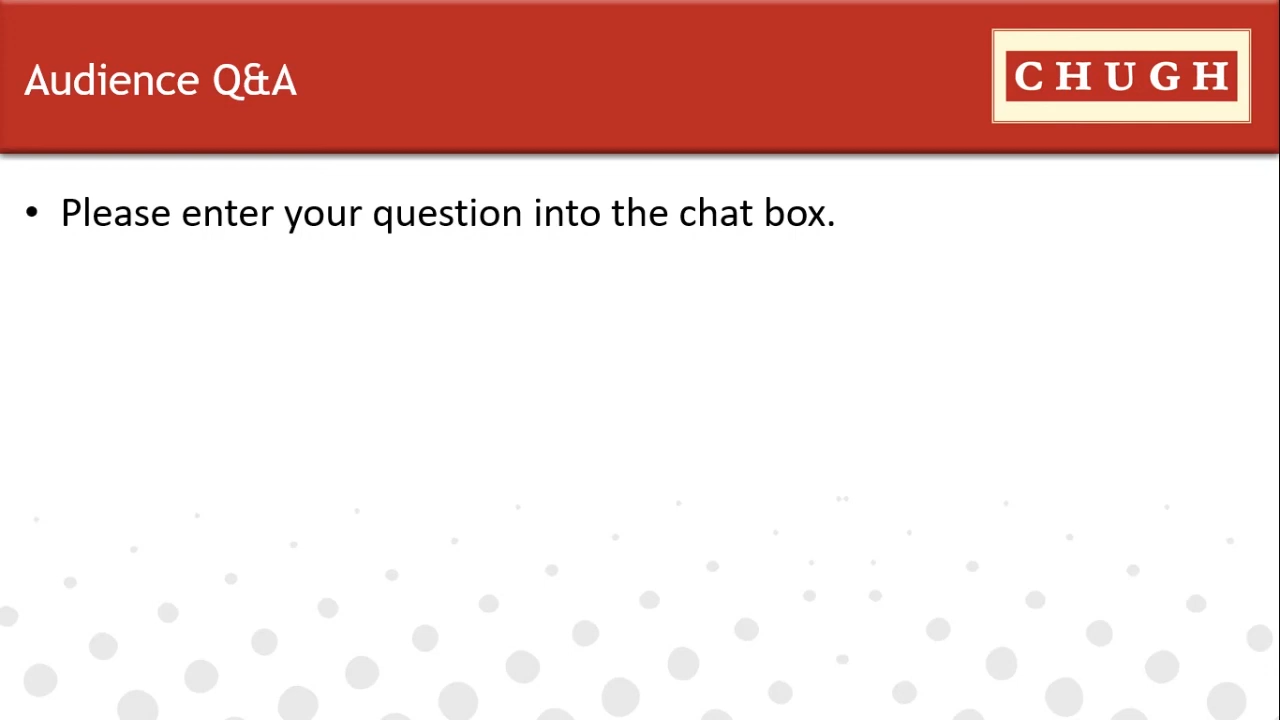 Audience Q&A
CHUGH
• Please enter your question into the chat box.